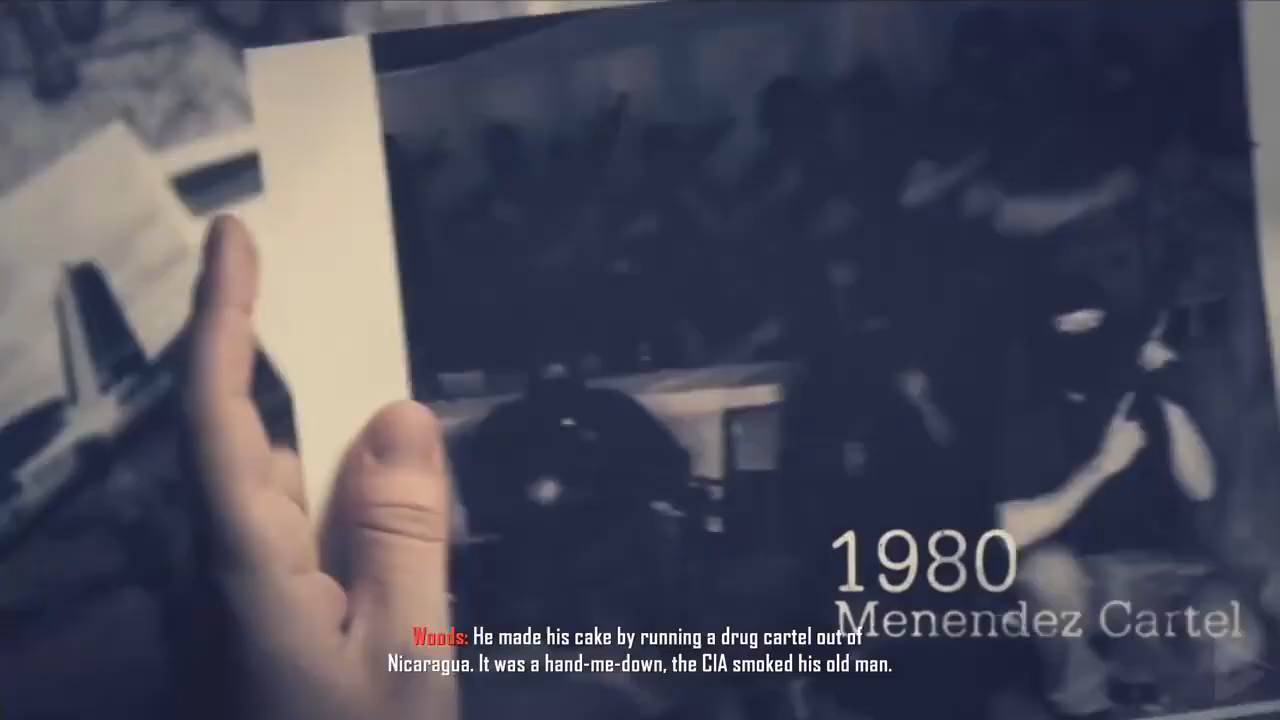 1980
Menendez Cartel
Woods: He made his cake by running a drug cartel out of
Nicaragua. It was a hand-me-down, the CIA smoked his old man.